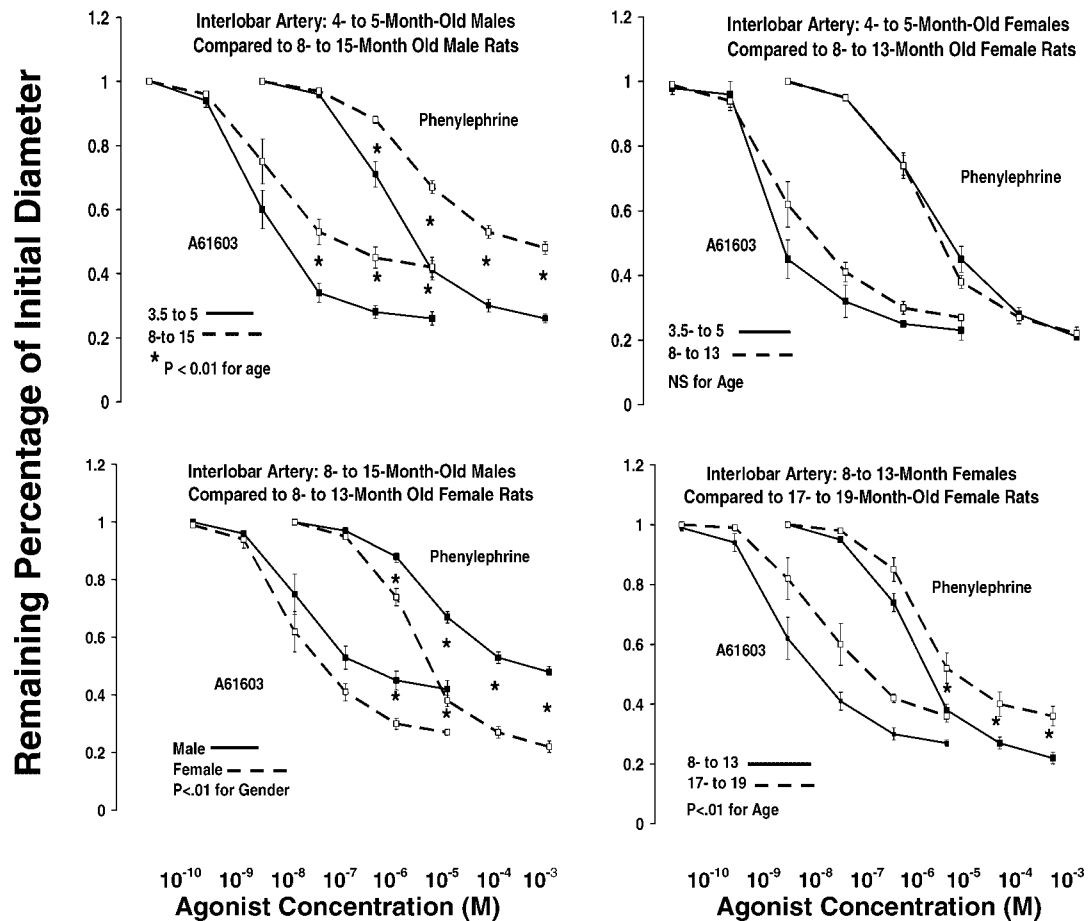 Remaining Percentage of Initial Diameter
Interlobar Artery: 4- to 5-Month-Old Males
Compared to 8- to 15-Month Old Male Rats
1.2
1
0.8
0.6
0.4
0.2
0
Phenylephrine
A61603
3.5 to 5
8-to 15
* P < 0.01 for age
* * * * * * *
Interlobar Artery: 4- to 5-Month-Old Females
Compared to 8- to 13-Month Old Female Rats
1.2
1
0.8
0.6
0.4
0.2
0
Phenylephrine
A61603
3.5- to 5
8- to 13
NS for Age
Interlobar Artery: 8- to 15-Month-Old Males
Compared to 8- to 13-Month Old Female Rats
1.2
1
0.8
0.6
0.4
0.2
0
Phenylephrine
A61603
Male
Female
P<.01 for Gender
* * * * * *
Interlobar Artery: 8-to 13-Month Females
Compared to 17- to 19-Month-Old Female Rats
1.2
1
0.8
0.6
0.4
0.2
0
Phenylephrine
A61603
8- to 13
17- to 19
P<.01 for Age
* * *
10⁻¹⁰ 10⁻⁹ 10⁻⁸ 10⁻⁷ 10⁻⁶ 10⁻⁵ 10⁻⁴ 10⁻³
Agonist Concentration (M)
10⁻¹⁰ 10⁻⁹ 10⁻⁸ 10⁻⁷ 10⁻⁶ 10⁻⁵ 10⁻⁴ 10⁻³
Agonist Concentration (M)